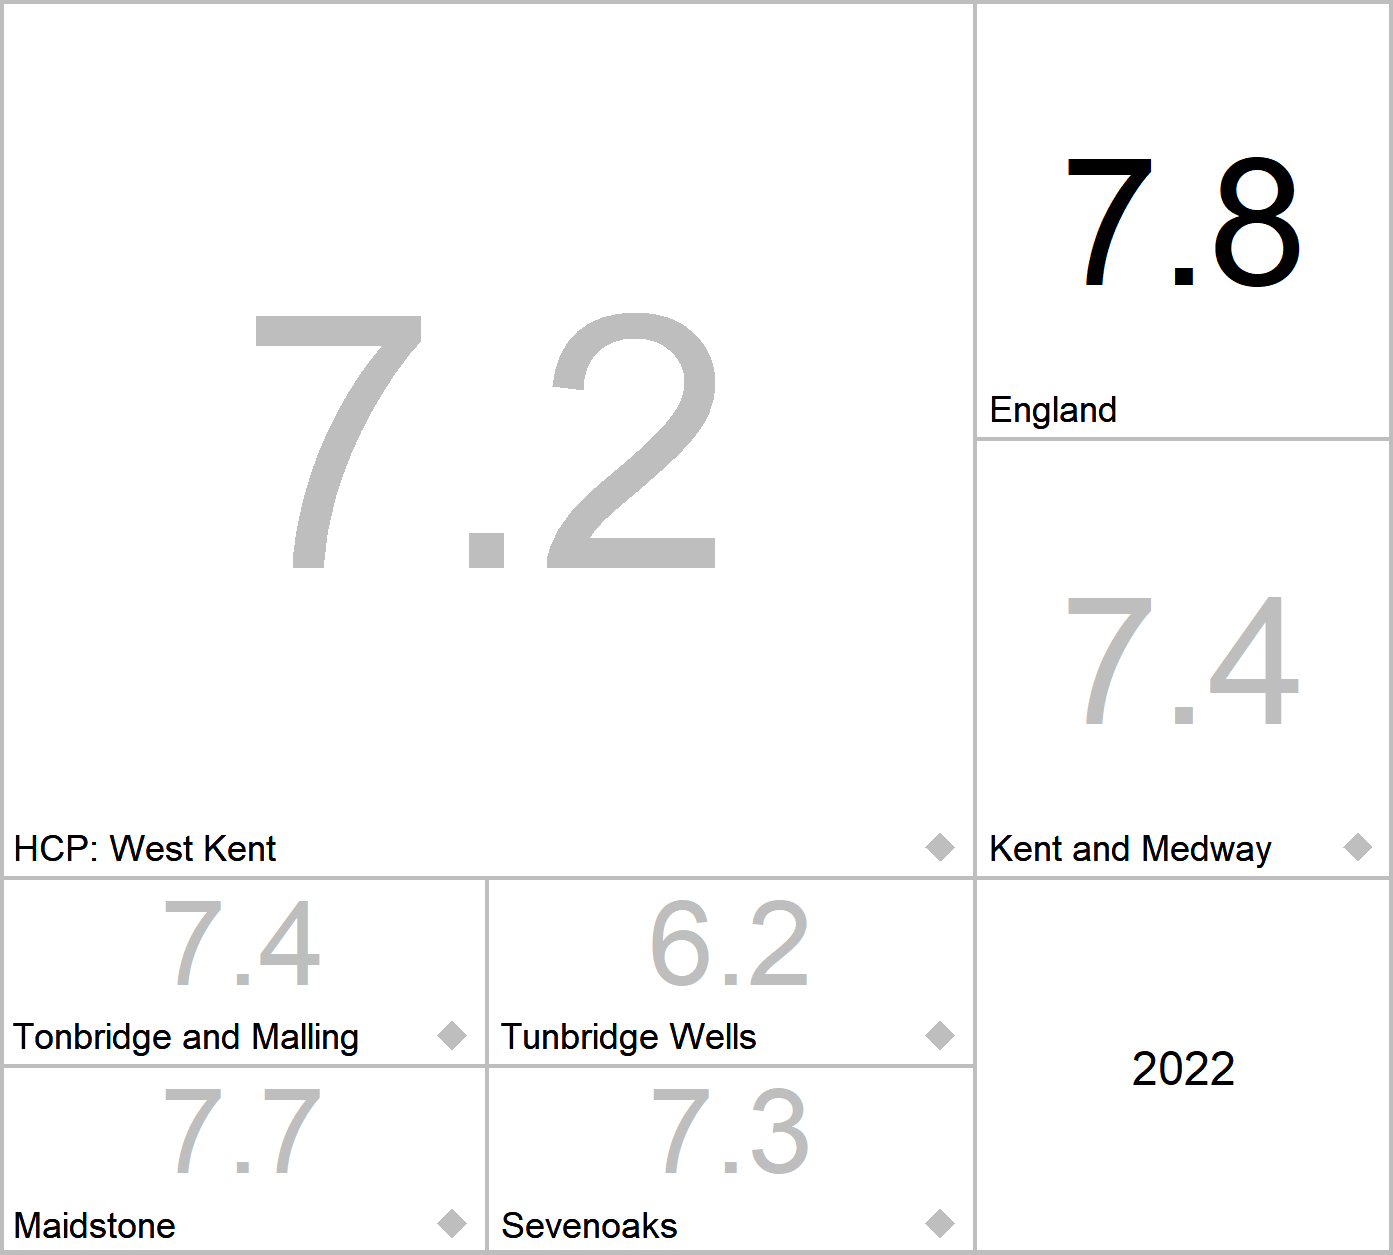 7.2
HCP: West Kent
7.8
England
7.4
Kent and Medway
7.4
Tonbridge and Malling
6.2
Tunbridge Wells
7.7
Maidstone
7.3
Sevenoaks
2022